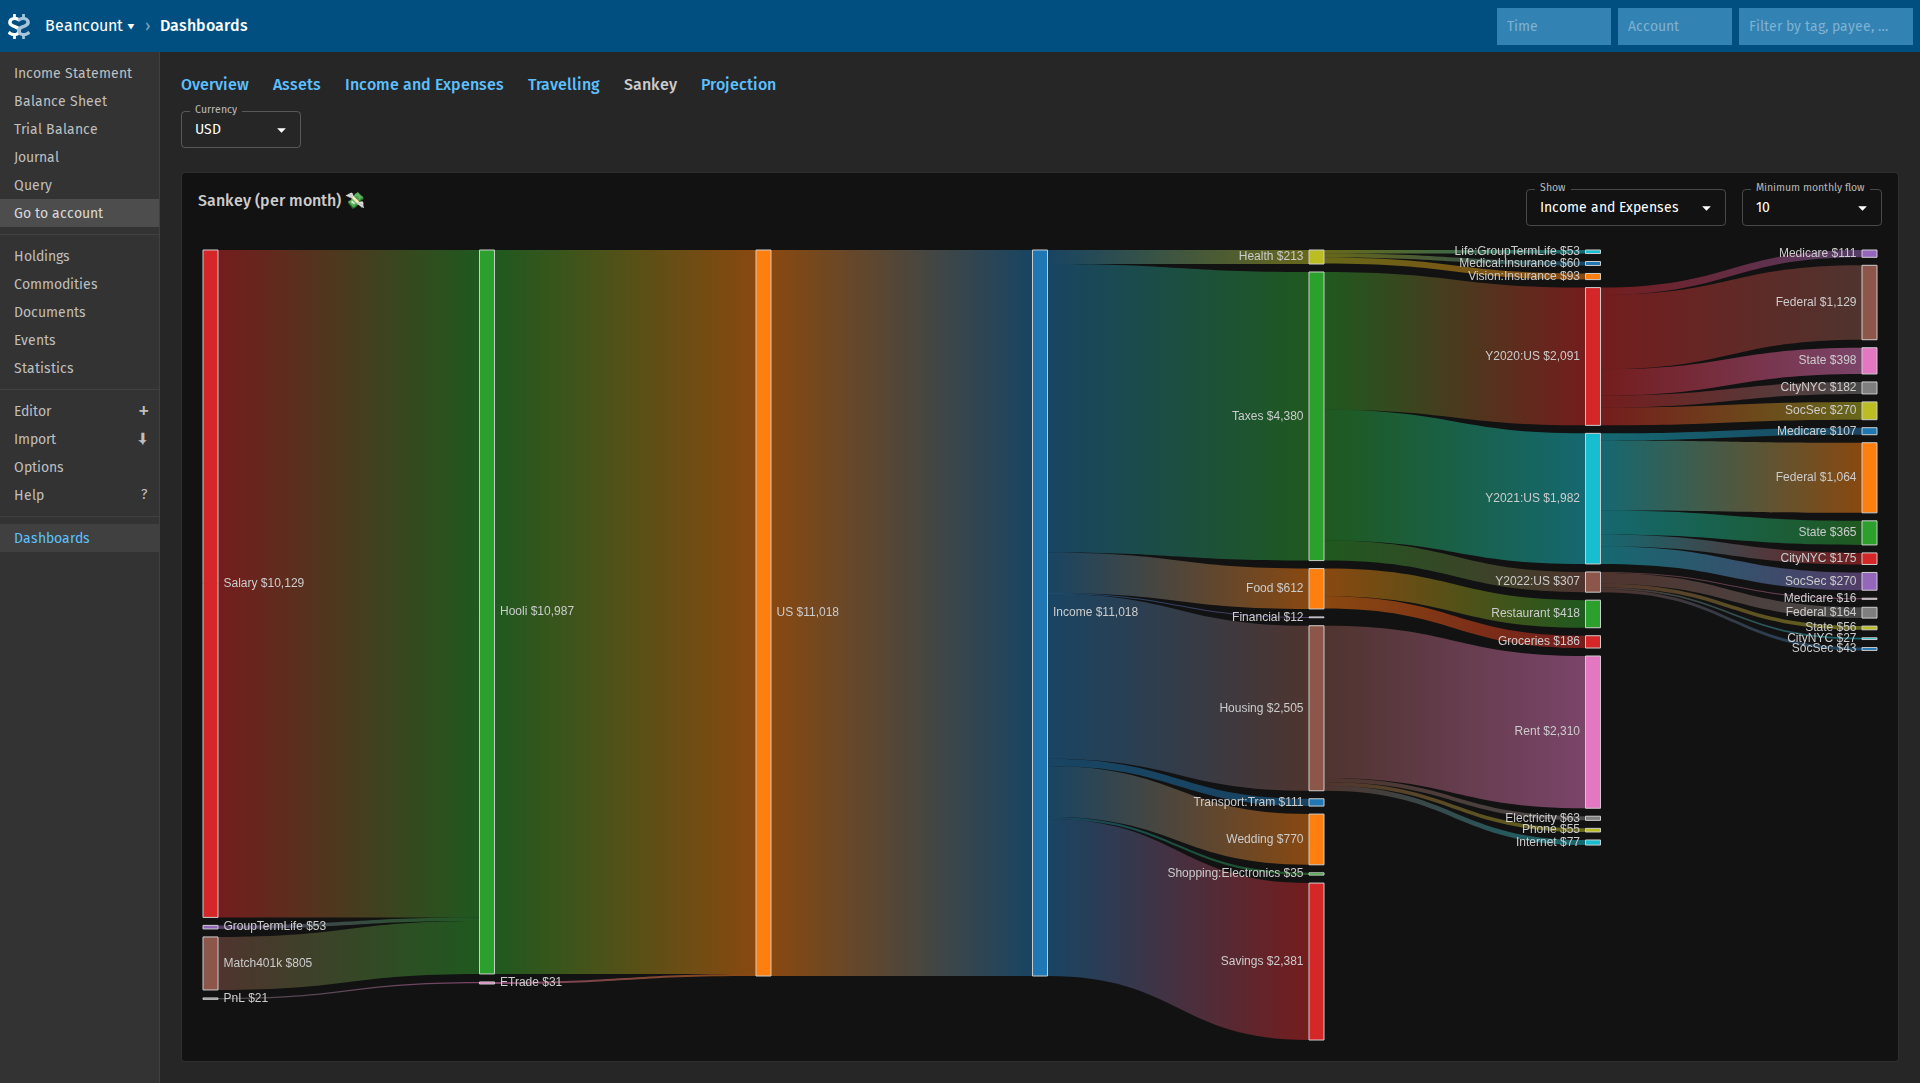 Beancount ▾ › Dashboards
Time
Account
Filter by tag, payee, ...
Income Statement
Balance Sheet
Trial Balance
Journal
Query
Go to account
Holdings
Commodities
Documents
Events
Statistics
Editor +
Import ⬇
Options
Help ?
Dashboards
Overview Assets Income and Expenses Travelling Sankey Projection
Currency
USD
Sankey (per month) 💸
Show
Income and Expenses
Minimum monthly flow
10
Salary $10,129
GroupTermLife $53
Match401k $805
PnL $21
Hooli $10,987
ETrade $31
US $11,018
Income $11,018
Health $213
Taxes $4,380
Food $612
Financial $12
Housing $2,505
Transport:Tram $111
Wedding $770
Shopping:Electronics $35
Savings $2,381
Life:GroupTermLife $53
Medical:Insurance $60
Vision:Insurance $93
Y2020:US $2,091
Y2021:US $1,982
Y2022:US $307
Restaurant $418
Groceries $186
Rent $2,310
Electricity $63
Phone $55
Internet $77
Medicare $111
Federal $1,129
State $398
CityNYC $182
SocSec $270
Medicare $107
Federal $1,064
State $365
CityNYC $175
SocSec $270
Medicare $16
Federal $164
State $56
CityNYC $27
SocSec $43